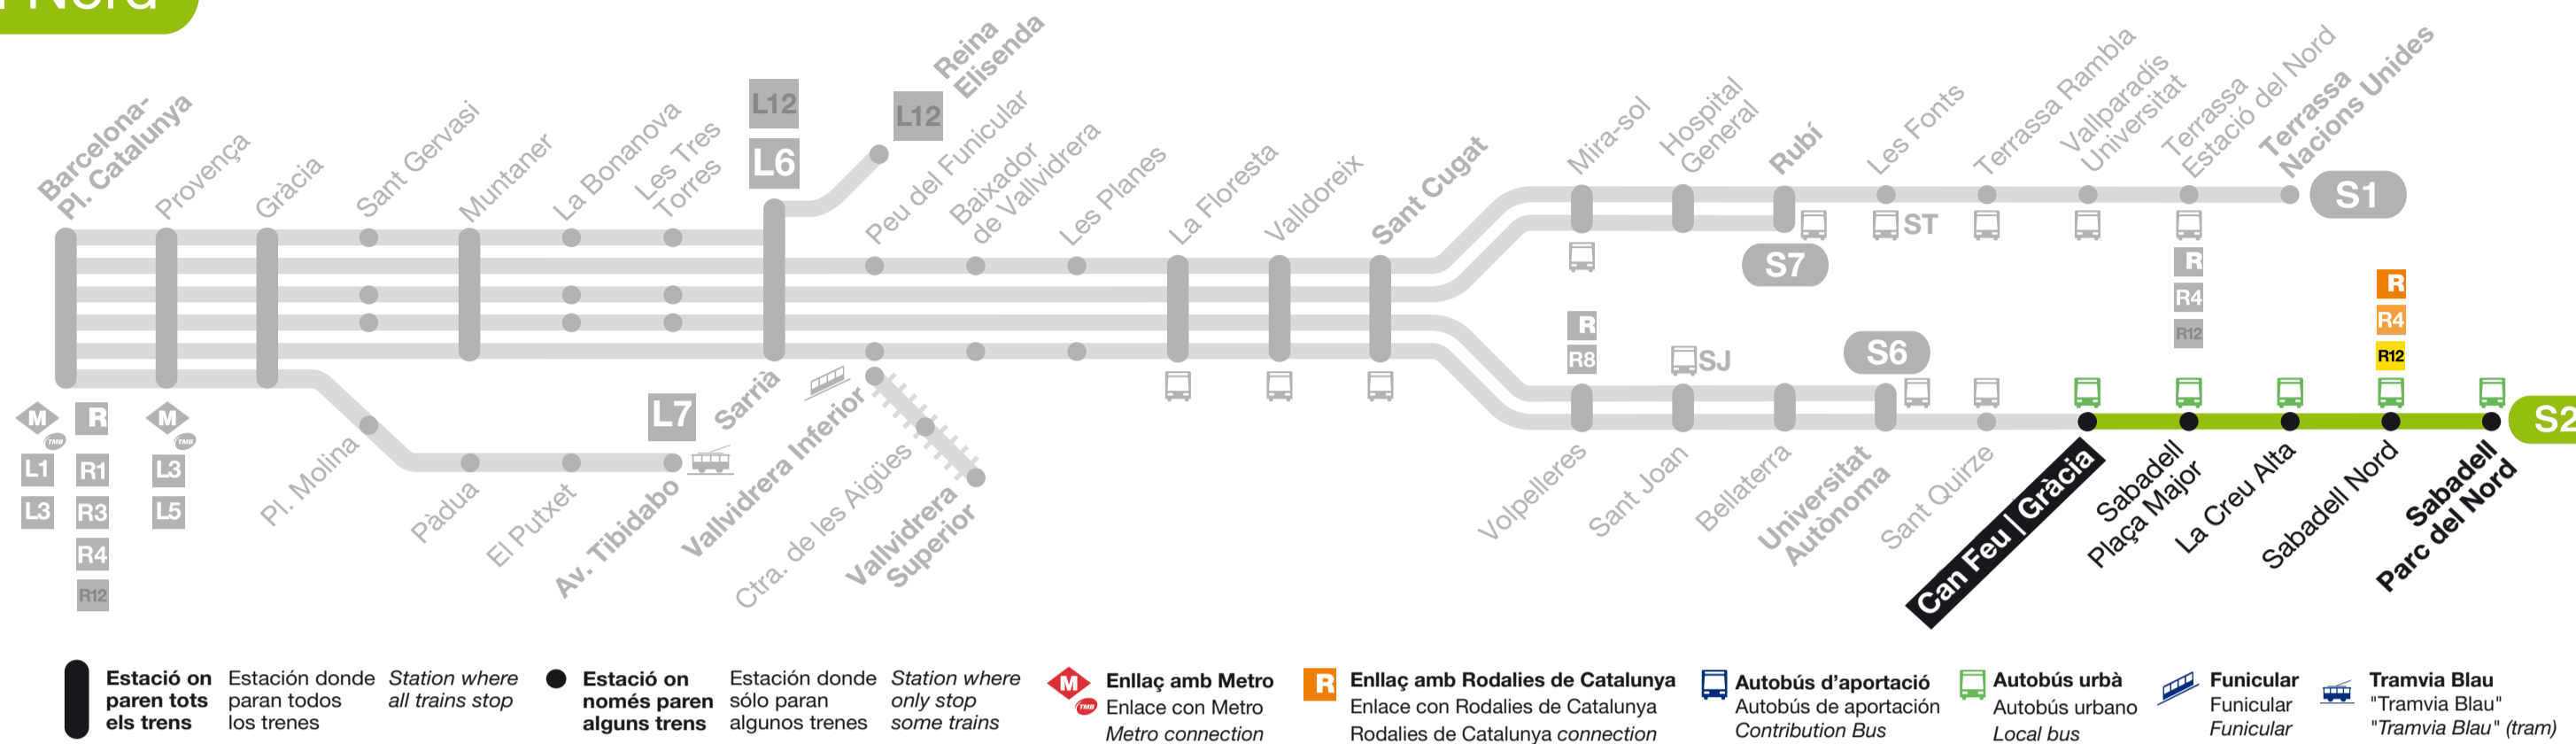 Nord
Barcelona-
Pl. Catalunya
Provença
Gràcia
Sant Gervasi
Muntaner
La Bonanova
Les Tres
Torres
L12
L6
L12
Reina
Elisenda
Peu del Funicular
Baixador
de Vallvidrera
Les Planes
La Floresta
Valldoreix
Sant Cugat
Mira-sol
Hospital
General
Rubí
Les Fonts
Terrassa Rambla
Vallparadís
Universitat
Terrassa
Estació del Nord
Terrassa
Nacions Unides
S1
ST
S7
R
R4
R12
R
R4
R12
R
R8
SJ
S6
S2
M
TMB
L1
L3
R
R1
R3
R4
R12
M
TMB
L3
L5
Pl. Molina
Pàdua
El Putxet
Av. Tibidabo
L7
Sarrià
Vallvidrera Inferior
Ctra. de les Aigües
Vallvidrera
Superior
Volpelleres
Sant Joan
Bellaterra
Universitat
Autònoma
Sant Quirze
Can Feu | Gràcia
Sabadell
Plaça Major
La Creu Alta
Sabadell Nord
Sabadell
Parc del Nord
Estació on
paren tots
els trens
Estación donde
paran todos
los trenes
Station where
all trains stop
Estació on
només paren
alguns trens
Estación donde
sólo paran
algunos trenes
Station where
only stop
some trains
M
TMB
Enllaç amb Metro
Enlace con Metro
Metro connection
R
Enllaç amb Rodalies de Catalunya
Enlace con Rodalies de Catalunya
Rodalies de Catalunya connection
Autobús d'aportació
Autobús de aportación
Contribution Bus
Autobús urbà
Autobús urbano
Local bus
Funicular
Funicular
Funicular
Tramvia Blau
"Tramvia Blau"
"Tramvia Blau" (tram)